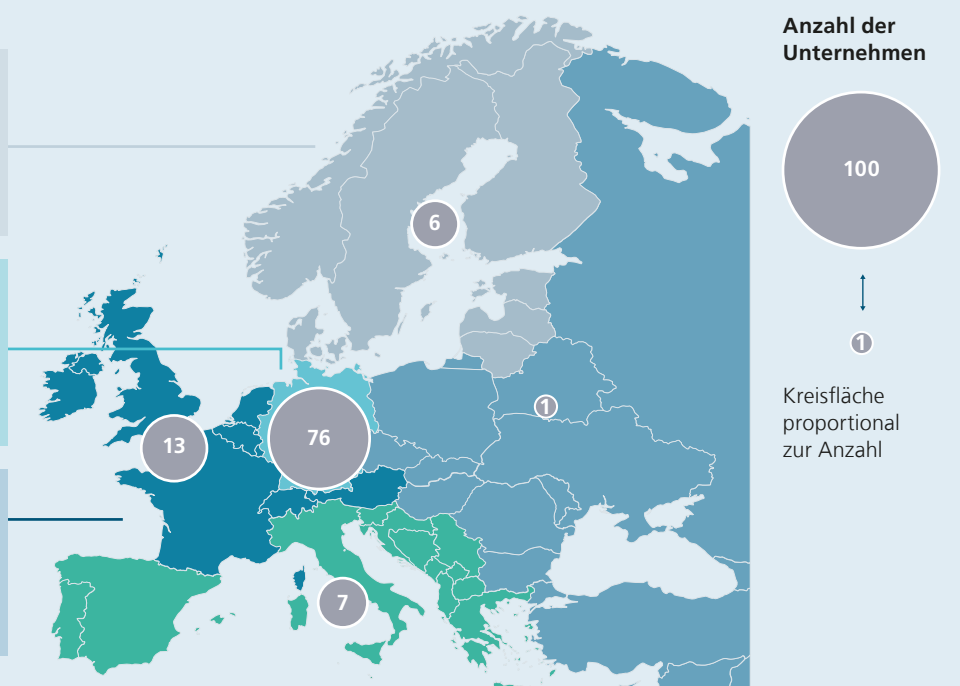 Anzahl der
Unternehmen
100
6
1
Kreisfläche
proportional
zur Anzahl
1
13
76
7